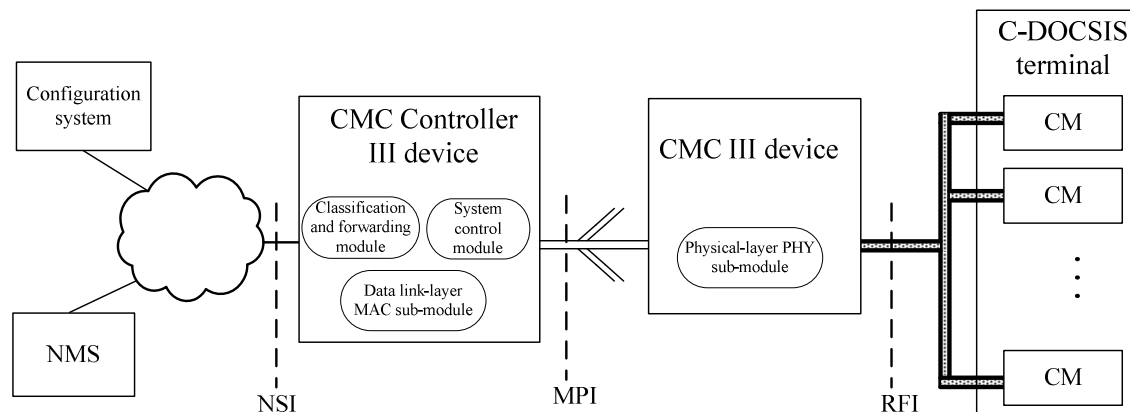 Configuration
system
NMS
NSI
CMC Controller
III device
Classification
and forwarding
module
System
control
module
Data link-layer
MAC sub-module
MPI
CMC III device
Physical-layer PHY
sub-module
RFI
C-DOCSIS
terminal
CM
CM
CM